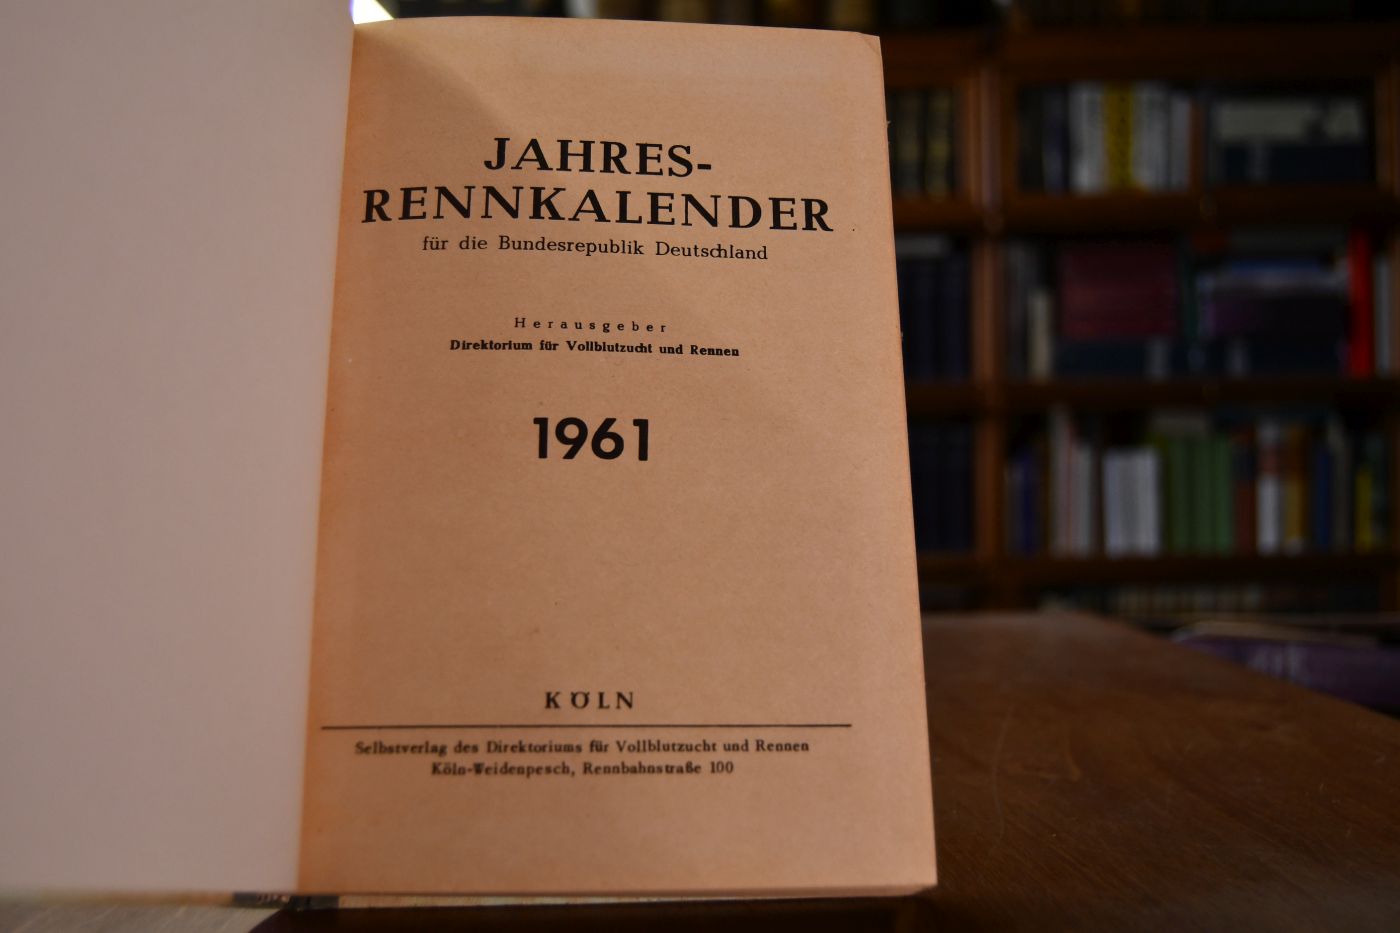 JAHRES-
RENNKALENDER
für die Bundesrepublik Deutschland
Herausgeber
Direktorium für Vollblutzucht und Rennen
1961
KÖLN
Selbstverlag des Direktoriums für Vollblutzucht und Rennen
Köln-Weidenpesch, Rennbahnstraße 100